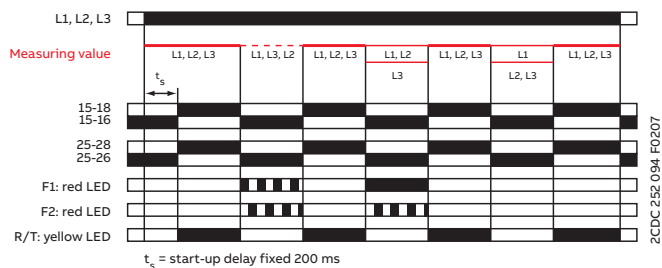 L1, L2, L3
Measuring value
L1, L2, L3
L1, L3, L2
L1, L2, L3
L1, L2
L3
L1, L2, L3
L1
L2, L3
L1, L2, L3
ts
15-18
15-16
25-28
25-26
F1: red LED
F2: red LED
R/T: yellow LED
ts = start-up delay fixed 200 ms
2CDC 252 094 F0207